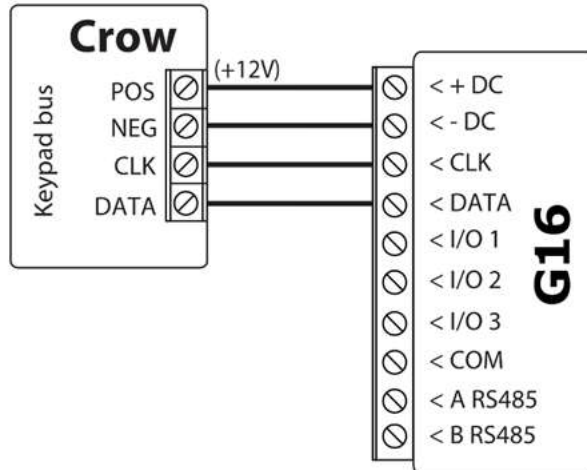 Crow
Keypad bus
POS
NEG
CLK
DATA
(+12V)
< + DC
< - DC
< CLK
< DATA
< I/O 1
< I/O 2
< I/O 3
< COM
< A RS485
< B RS485
G16